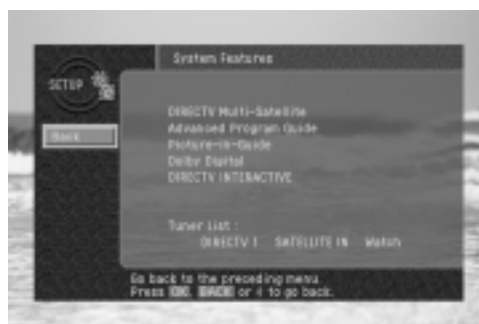 System Features
SETUP
Back
DIRECTV Multi-Satellite
Advanced Program Guide
Picture-in-Guide
Dolby Digital
DIRECTV INTERACTIVE
Tuner List :
DIRECTV 1 SATELLITE IN Watch
Go back to the preceding menu.
Press OK, BACK or to go back.